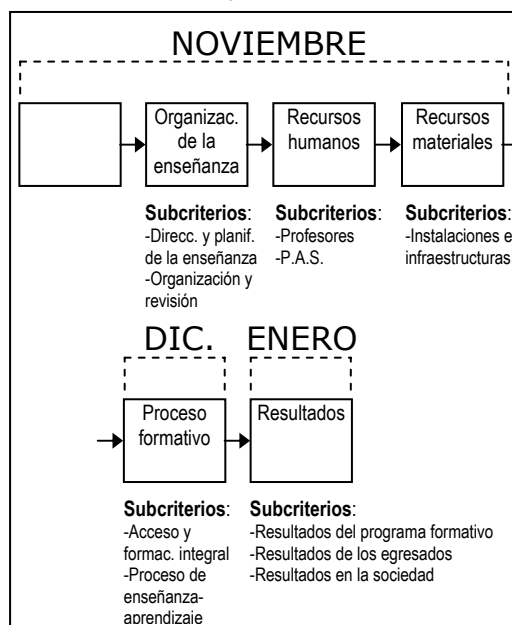 NOVIEMBRE
Organizac.
de la
enseñanza
Recursos
humanos
Recursos
materiales
Subcriterios:
-Direcc. y planif.
de la enseñanza
-Organización y
revisión
Subcriterios:
-Profesores
-P.A.S.
Subcriterios:
-Instalaciones e
infraestructuras
DIC.
ENERO
Proceso
formativo
Resultados
Subcriterios:
-Acceso y
formac. integral
-Proceso de
enseñanza-
aprendizaje
Subcriterios:
-Resultados del programa formativo
-Resultados de los egresados
-Resultados en la sociedad